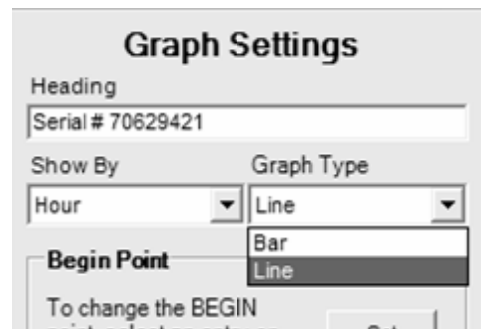 Graph Settings
Heading
Serial # 70629421
Show By
Graph Type
Hour
Line
Bar
Line
Begin Point
To change the BEGIN